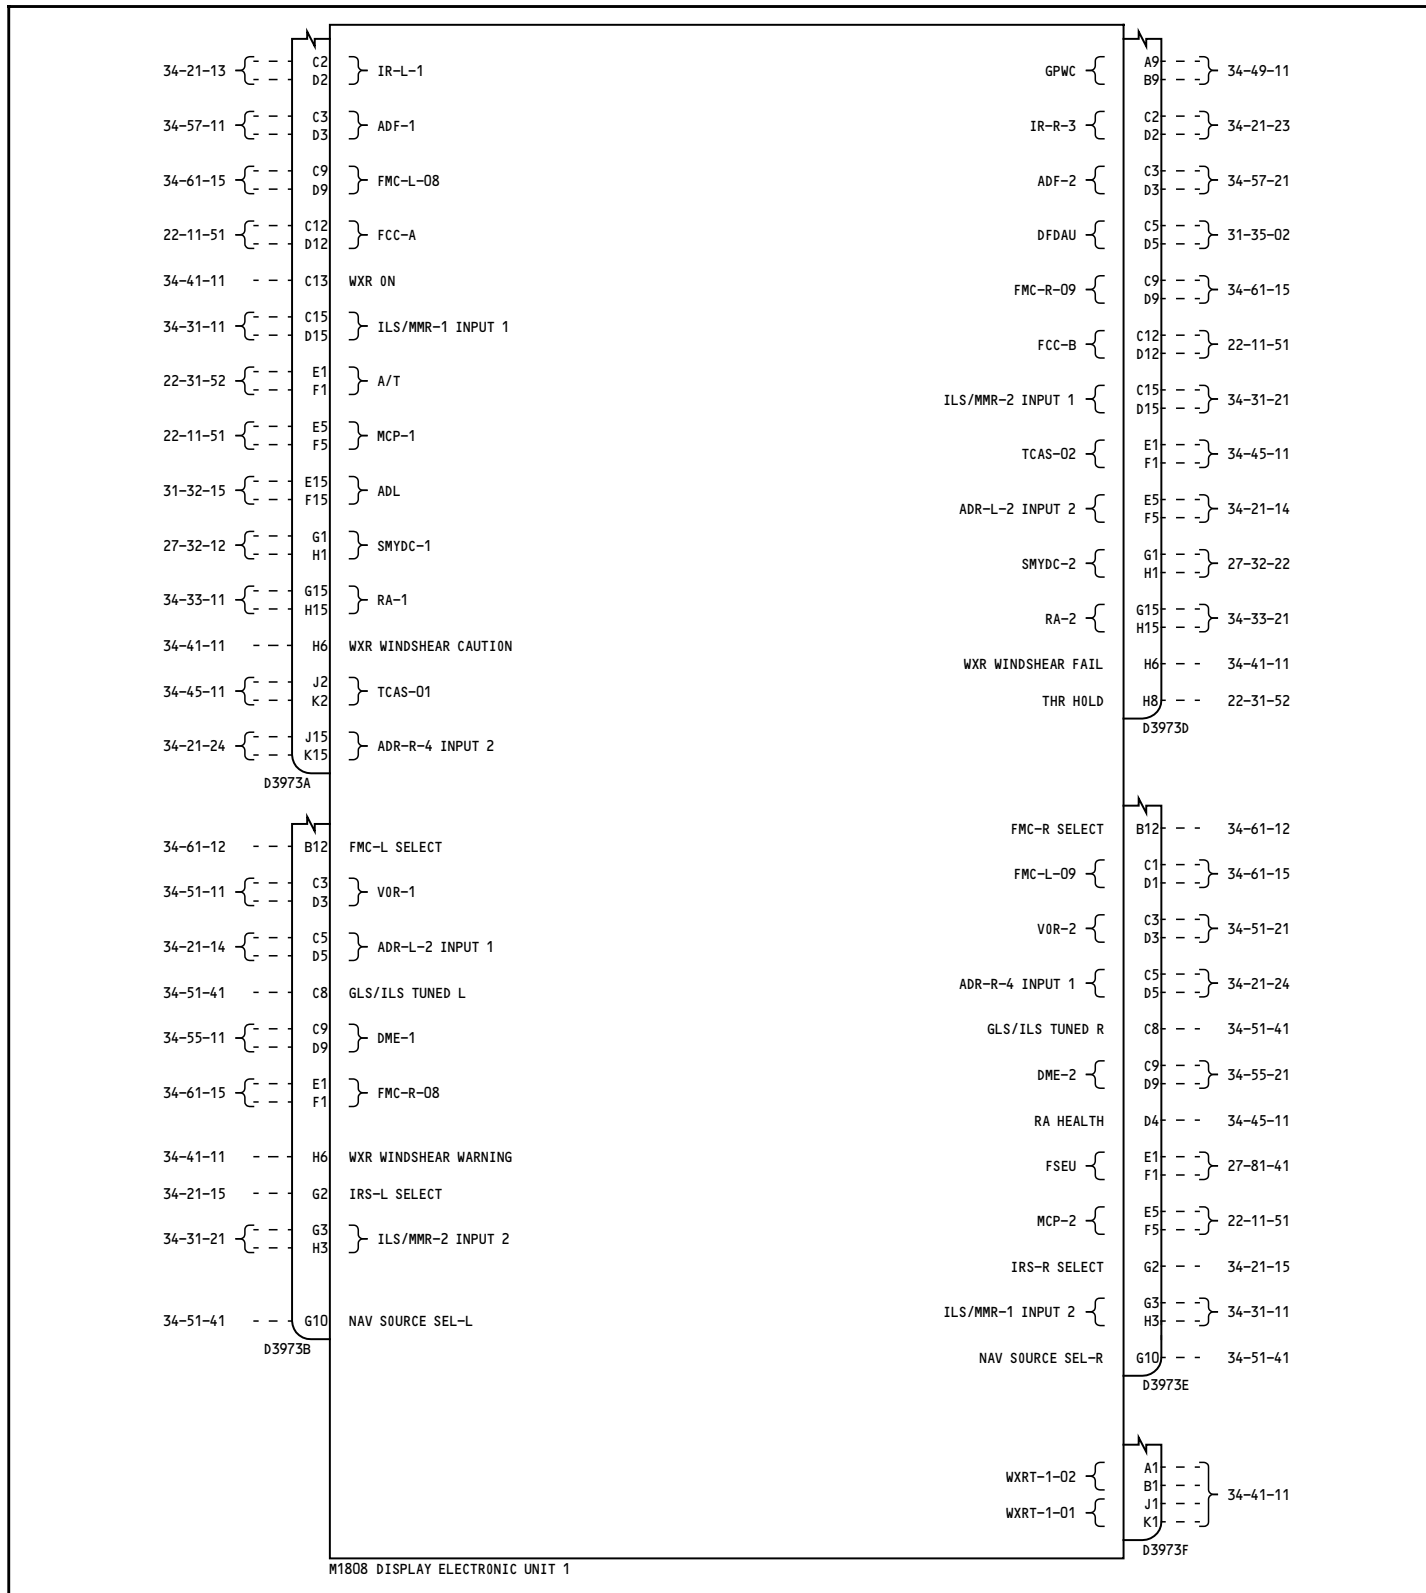 34-21-13 C2 D2 IR-L-1
34-57-11 C3 D3 ADF-1
34-61-15 C9 D9 FMC-L-08
22-11-51 C12 D12 FCC-A
34-41-11 C13 WXR ON
34-31-11 C15 D15 ILS/MMR-1 INPUT 1
22-31-52 E1 F1 A/T
22-11-51 E5 F5 MCP-1
31-32-15 E15 F15 ADL
27-32-12 G1 H1 SMYDC-1
34-33-11 G15 H15 RA-1
34-41-11 H6 WXR WINDSHEAR CAUTION
34-45-11 J2 K2 TCAS-01
34-21-24 J15 K15 ADR-R-4 INPUT 2
D3973A
34-61-12 B12 FMC-L SELECT
34-51-11 C3 D3 VOR-1
34-21-14 C5 D5 ADR-L-2 INPUT 1
34-51-41 C8 GLS/ILS TUNED L
34-55-11 C9 D9 DME-1
34-61-15 E1 F1 FMC-R-08
34-41-11 H6 WXR WINDSHEAR WARNING
34-21-15 G2 IRS-L SELECT
34-31-21 G3 H3 ILS/MMR-2 INPUT 2
34-51-41 G10 NAV SOURCE SEL-L
D3973B
GPWC A9 B9 34-49-11
IR-R-3 C2 D2 34-21-23
ADF-2 C3 D3 34-57-21
DFDAU C5 D5 31-35-02
FMC-R-09 C9 D9 34-61-15
FCC-B C12 D12 22-11-51
ILS/MMR-2 INPUT 1 C15 D15 34-31-21
TCAS-02 E1 F1 34-45-11
ADR-L-2 INPUT 2 E5 F5 34-21-14
SMYDC-2 G1 H1 27-32-22
RA-2 G15 H15 34-33-21
WXR WINDSHEAR FAIL H6 34-41-11
THR HOLD H8 22-31-52
D3973D
FMC-R SELECT B12 34-61-12
FMC-L-09 C1 D1 34-61-15
VOR-2 C3 D3 34-51-21
ADR-R-4 INPUT 1 C5 D5 34-21-24
GLS/ILS TUNED R C8 34-51-41
DME-2 C9 D9 34-55-21
RA HEALTH D4 34-45-11
FSEU E1 F1 27-81-41
MCP-2 E5 F5 22-11-51
IRS-R SELECT G2 34-21-15
ILS/MMR-1 INPUT 2 G3 H3 34-31-11
NAV SOURCE SEL-R G10 34-51-41
D3973E
WXRT-1-02 A1 B1
WXRT-1-01 J1 K1 34-41-11
D3973F
M1808 DISPLAY ELECTRONIC UNIT 1